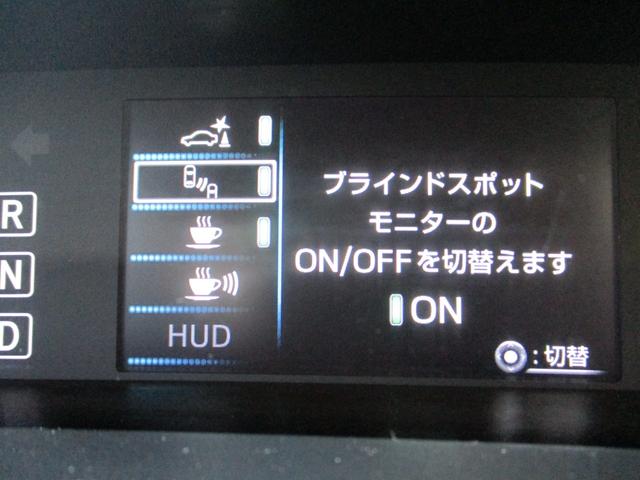 R
N
D
HUD
ブラインドスポット
モニターの
ON/OFFを切替えます
ON
:切替